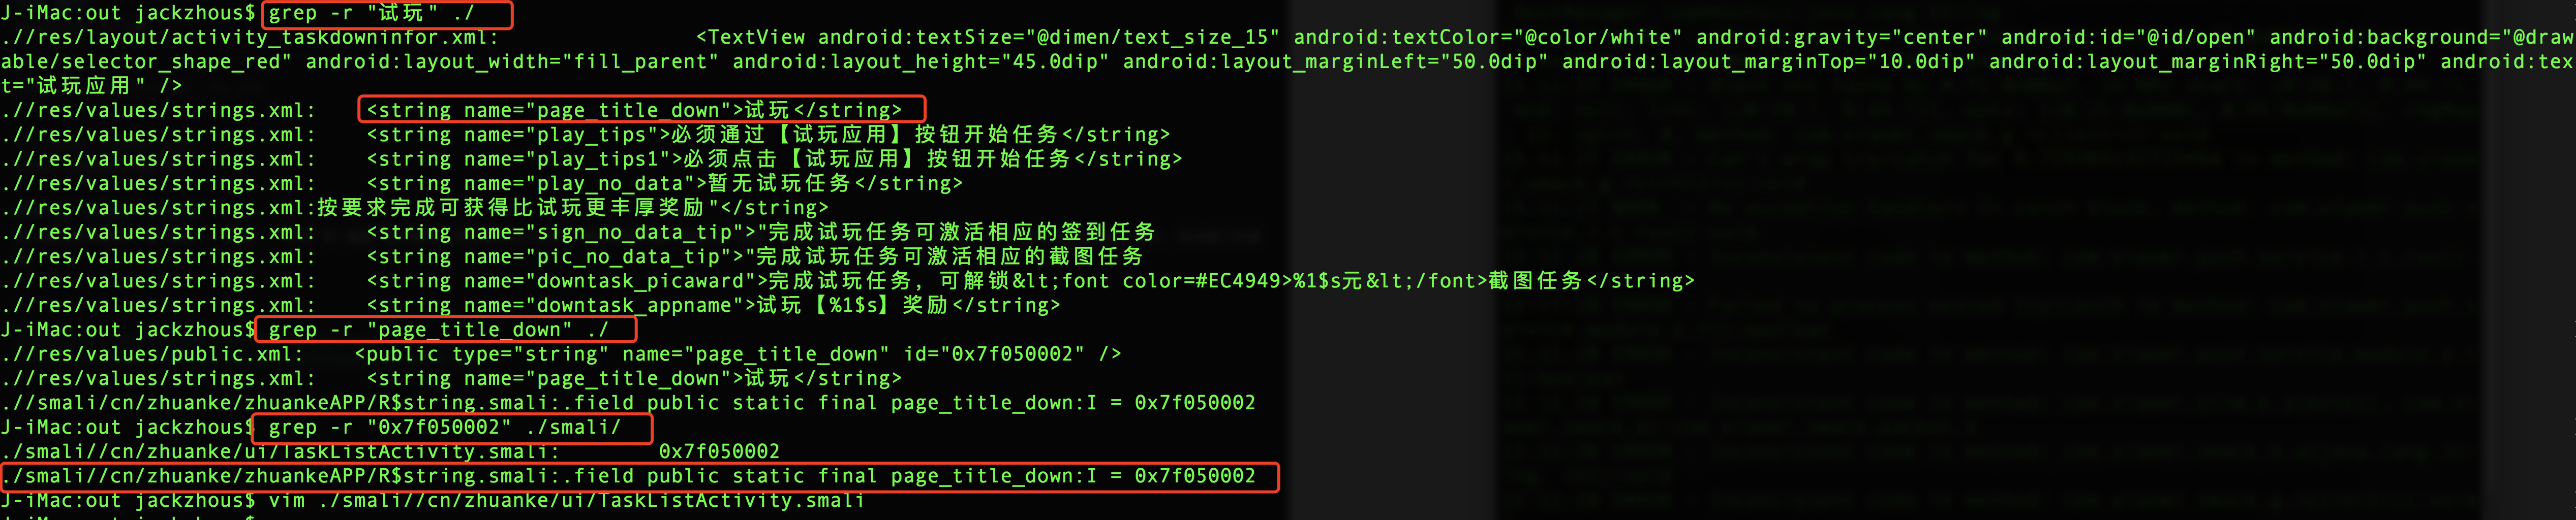 J-iMac:out jackzhous$ grep -r "试玩" ./
.//res/layout/activity_taskdowninfor.xml:            <TextView android:textSize="@dimen/text_size_15" android:textColor="@color/white" android:gravity="center" android:id="@id/open" android:background="@draw
able/selector_shape_red" android:layout_width="fill_parent" android:layout_height="45.0dip" android:layout_marginLeft="50.0dip" android:layout_marginTop="10.0dip" android:layout_marginRight="50.0dip" android:tex
t="试玩应用" />
.//res/values/strings.xml:    <string name="page_title_down">试玩</string>
.//res/values/strings.xml:    <string name="play_tips">必须通过【试玩应用】按钮开始任务</string>
.//res/values/strings.xml:    <string name="play_tips1">必须点击【试玩应用】按钮开始任务</string>
.//res/values/strings.xml:    <string name="play_no_data">暂无试玩任务</string>
.//res/values/strings.xml:按要求完成可获得比试玩更丰厚奖励"</string>
.//res/values/strings.xml:    <string name="sign_no_data_tip">"完成试玩任务可激活相应的签到任务
.//res/values/strings.xml:    <string name="pic_no_data_tip">"完成试玩任务可激活相应的截图任务
.//res/values/strings.xml:    <string name="downtask_picaward">完成试玩任务，可解锁&lt;font color=#EC4949>%1$s元&lt;/font>截图任务</string>
.//res/values/strings.xml:    <string name="downtask_appname">试玩【%1$s】奖励</string>
J-iMac:out jackzhous$ grep -r "page_title_down" ./
.//res/values/public.xml:    <public type="string" name="page_title_down" id="0x7f050002" />
.//res/values/strings.xml:    <string name="page_title_down">试玩</string>
.//smali/cn/zhuanke/zhuankeAPP/R$string.smali:.field public static final page_title_down:I = 0x7f050002
J-iMac:out jackzhous$ grep -r "0x7f050002" ./smali/
./smali//cn/zhuanke/ui/TaskListActivity.smali:        0x7f050002
./smali//cn/zhuanke/zhuankeAPP/R$string.smali:.field public static final page_title_down:I = 0x7f050002
J-iMac:out jackzhous$ vim ./smali//cn/zhuanke/ui/TaskListActivity.smali